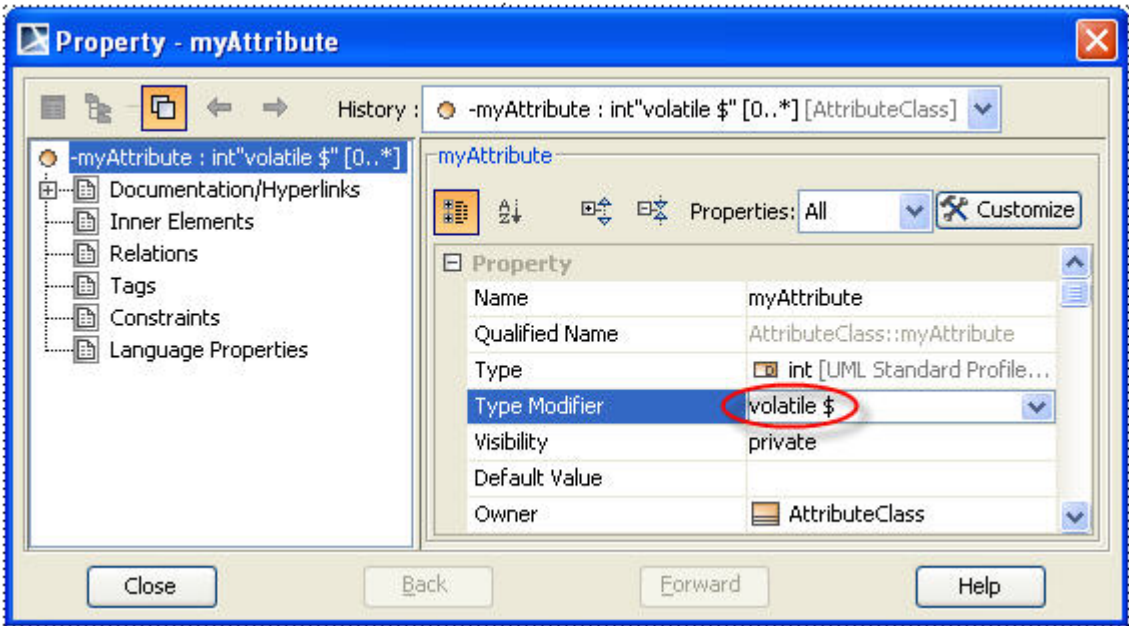 Property - myAttribute
History : -myAttribute : int"volatile $" [0..*] [AttributeClass]
-myAttribute : int"volatile $" [0..*]
Documentation/Hyperlinks
Inner Elements
Relations
Tags
Constraints
Language Properties
myAttribute
Properties: All Customize
Property
Name myAttribute
Qualified Name AttributeClass::myAttribute
Type int [UML Standard Profile...
Type Modifier volatile $
Visibility private
Default Value
Owner AttributeClass
Close Back Forward Help